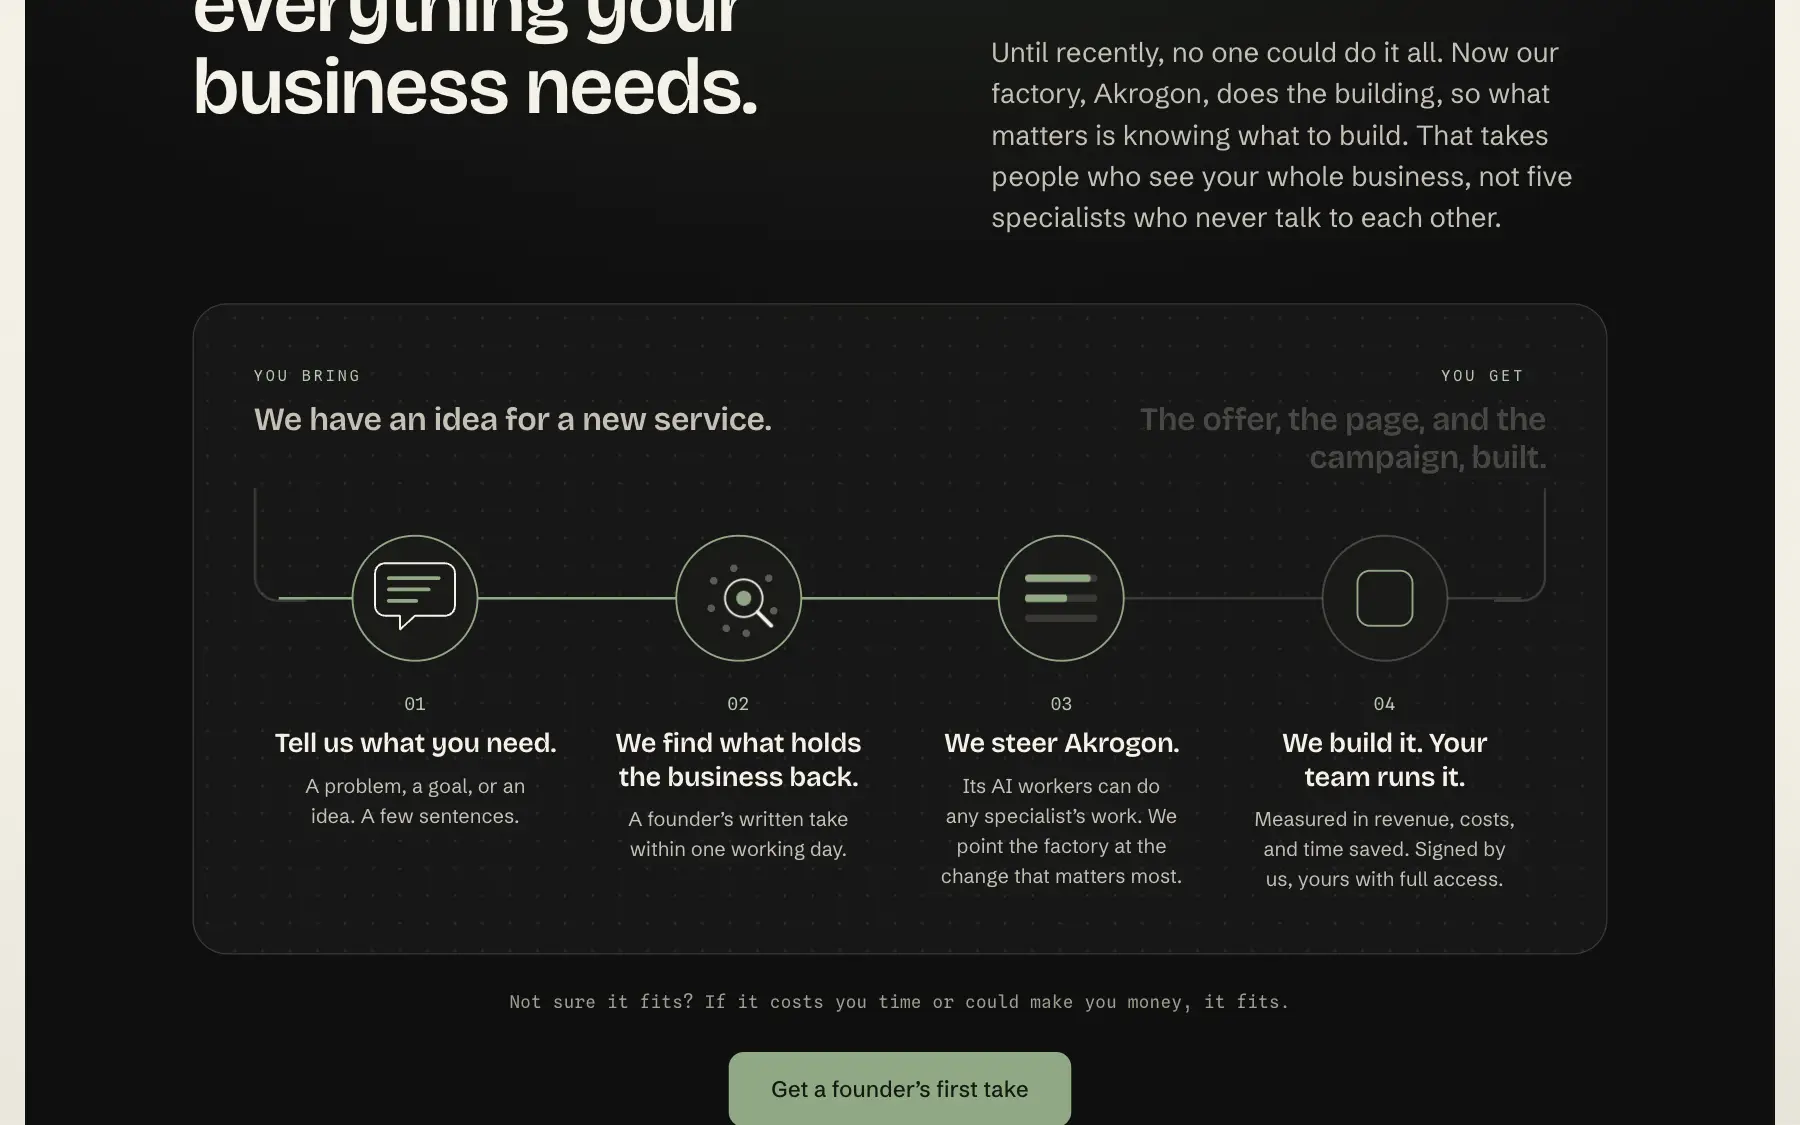 everything your
business needs.
Until recently, no one could do it all. Now our
factory, Akrogon, does the building, so what
matters is knowing what to build. That takes
people who see your whole business, not five
specialists who never talk to each other.
YOU BRING
We have an idea for a new service.
YOU GET
The offer, the page, and the
campaign, built.
01
Tell us what you need.
A problem, a goal, or an
idea. A few sentences.
02
We find what holds
the business back.
A founder’s written take
within one working day.
03
We steer Akrogon.
Its AI workers can do
any specialist’s work. We
point the factory at the
change that matters most.
04
We build it. Your
team runs it.
Measured in revenue, costs,
and time saved. Signed by
us, yours with full access.
Not sure it fits? If it costs you time or could make you money, it fits.
Get a founder’s first take